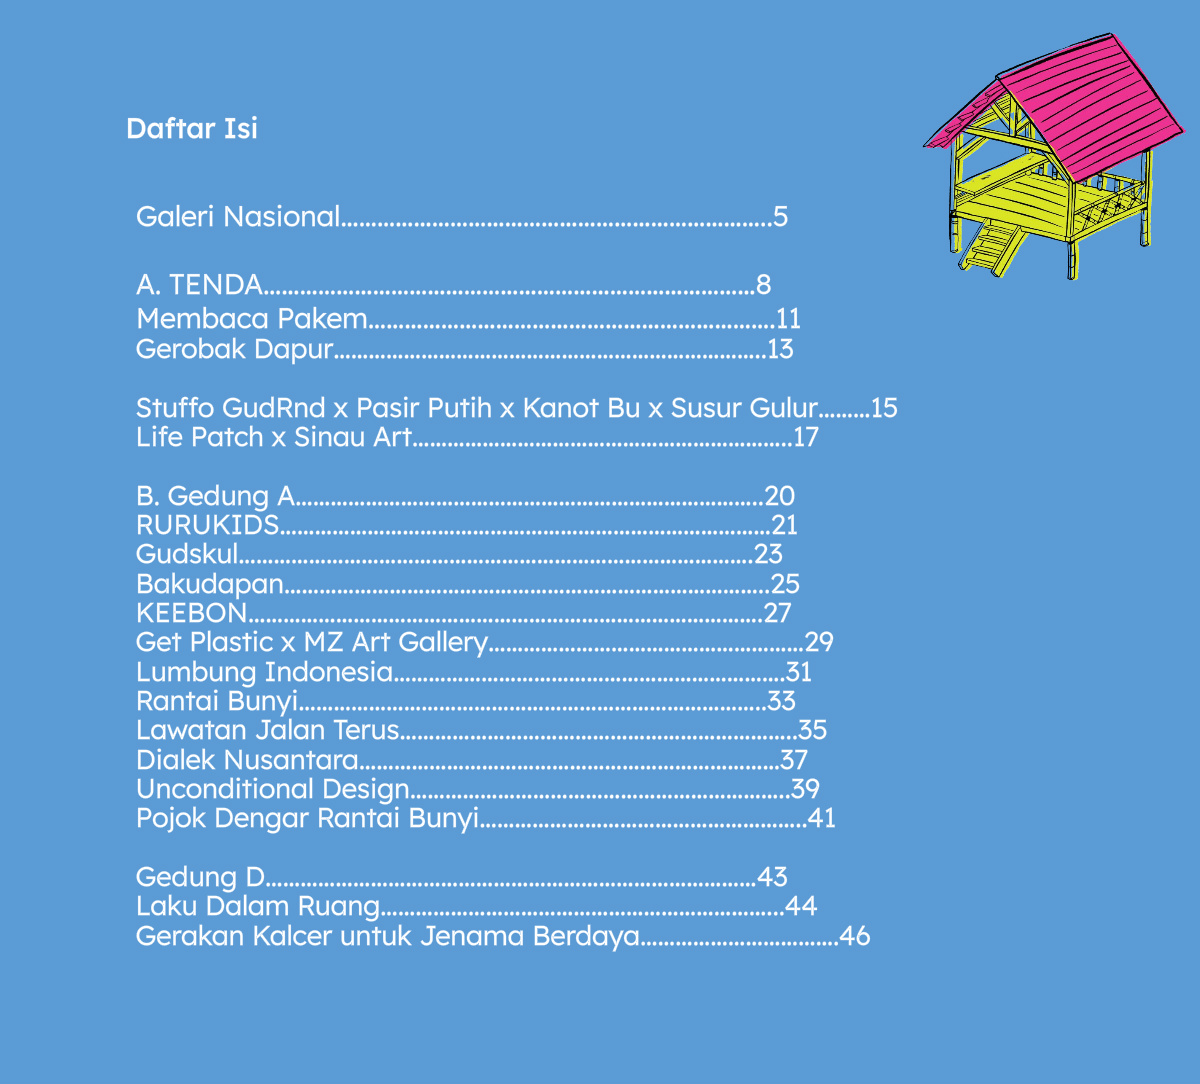 Daftar Isi
Galeri Nasional........................................................................5
A. TENDA..................................................................................8
Membaca Pakem....................................................................11
Gerobak Dapur........................................................................13
Stuffo GudRnd x Pasir Putih x Kanot Bu x Susur Gulur.........15
Life Patch x Sinau Art................................................................17
B. Gedung A...............................................................................20
RURUKIDS...................................................................................21
Gudskul......................................................................................23
Bakudapan.................................................................................25
KEEBON......................................................................................27
Get Plastic x MZ Art Gallery.....................................................29
Lumbung Indonesia..................................................................31
Rantai Bunyi..............................................................................33
Lawatan Jalan Terus...................................................................35
Dialek Nusantara.......................................................................37
Unconditional Design................................................................39
Pojok Dengar Rantai Bunyi.......................................................41
Gedung D...................................................................................43
Laku Dalam Ruang....................................................................44
Gerakan Kalcer untuk Jenama Berdaya..................................46